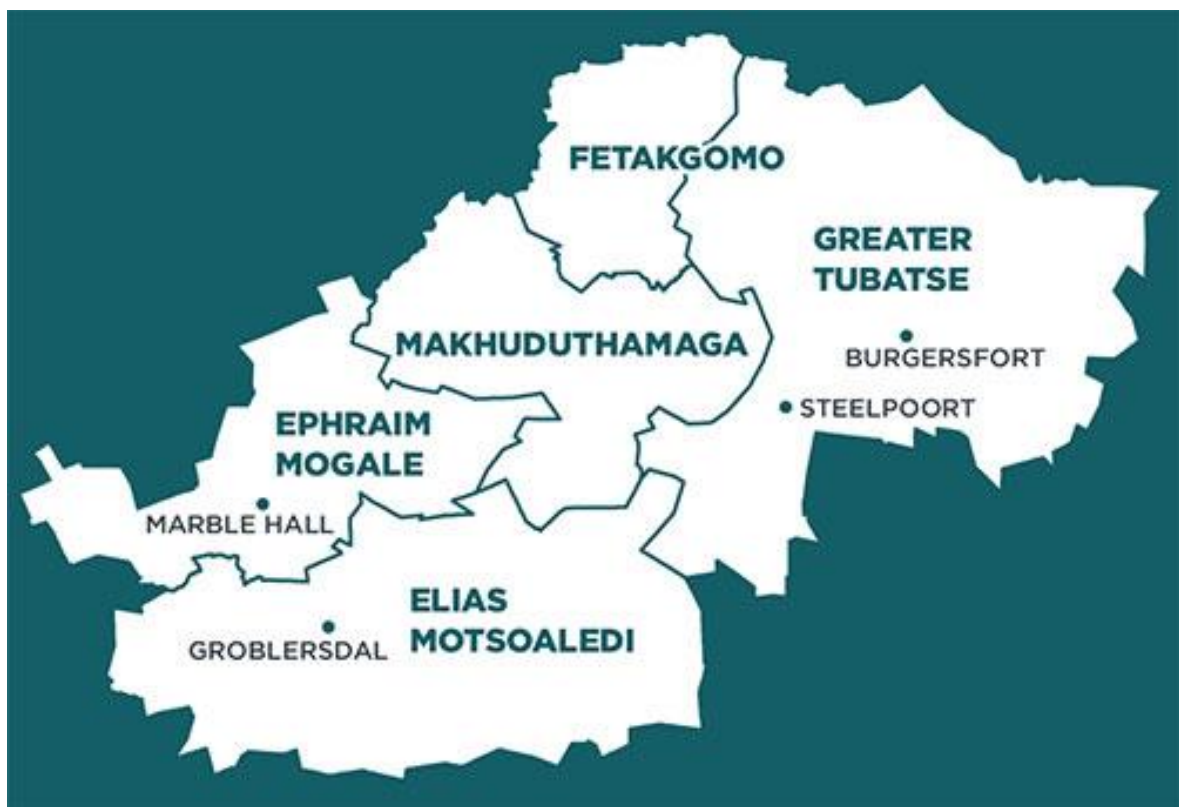 FETAKGOMO
GREATER
TUBATSE
MAKHUDUTHAMAGA
BURGERSFORT
STEELPOORT
EPHRAIM
MOGALE
MARBLE HALL
ELIAS
MOTSOALEDI
GROBLERSDAL